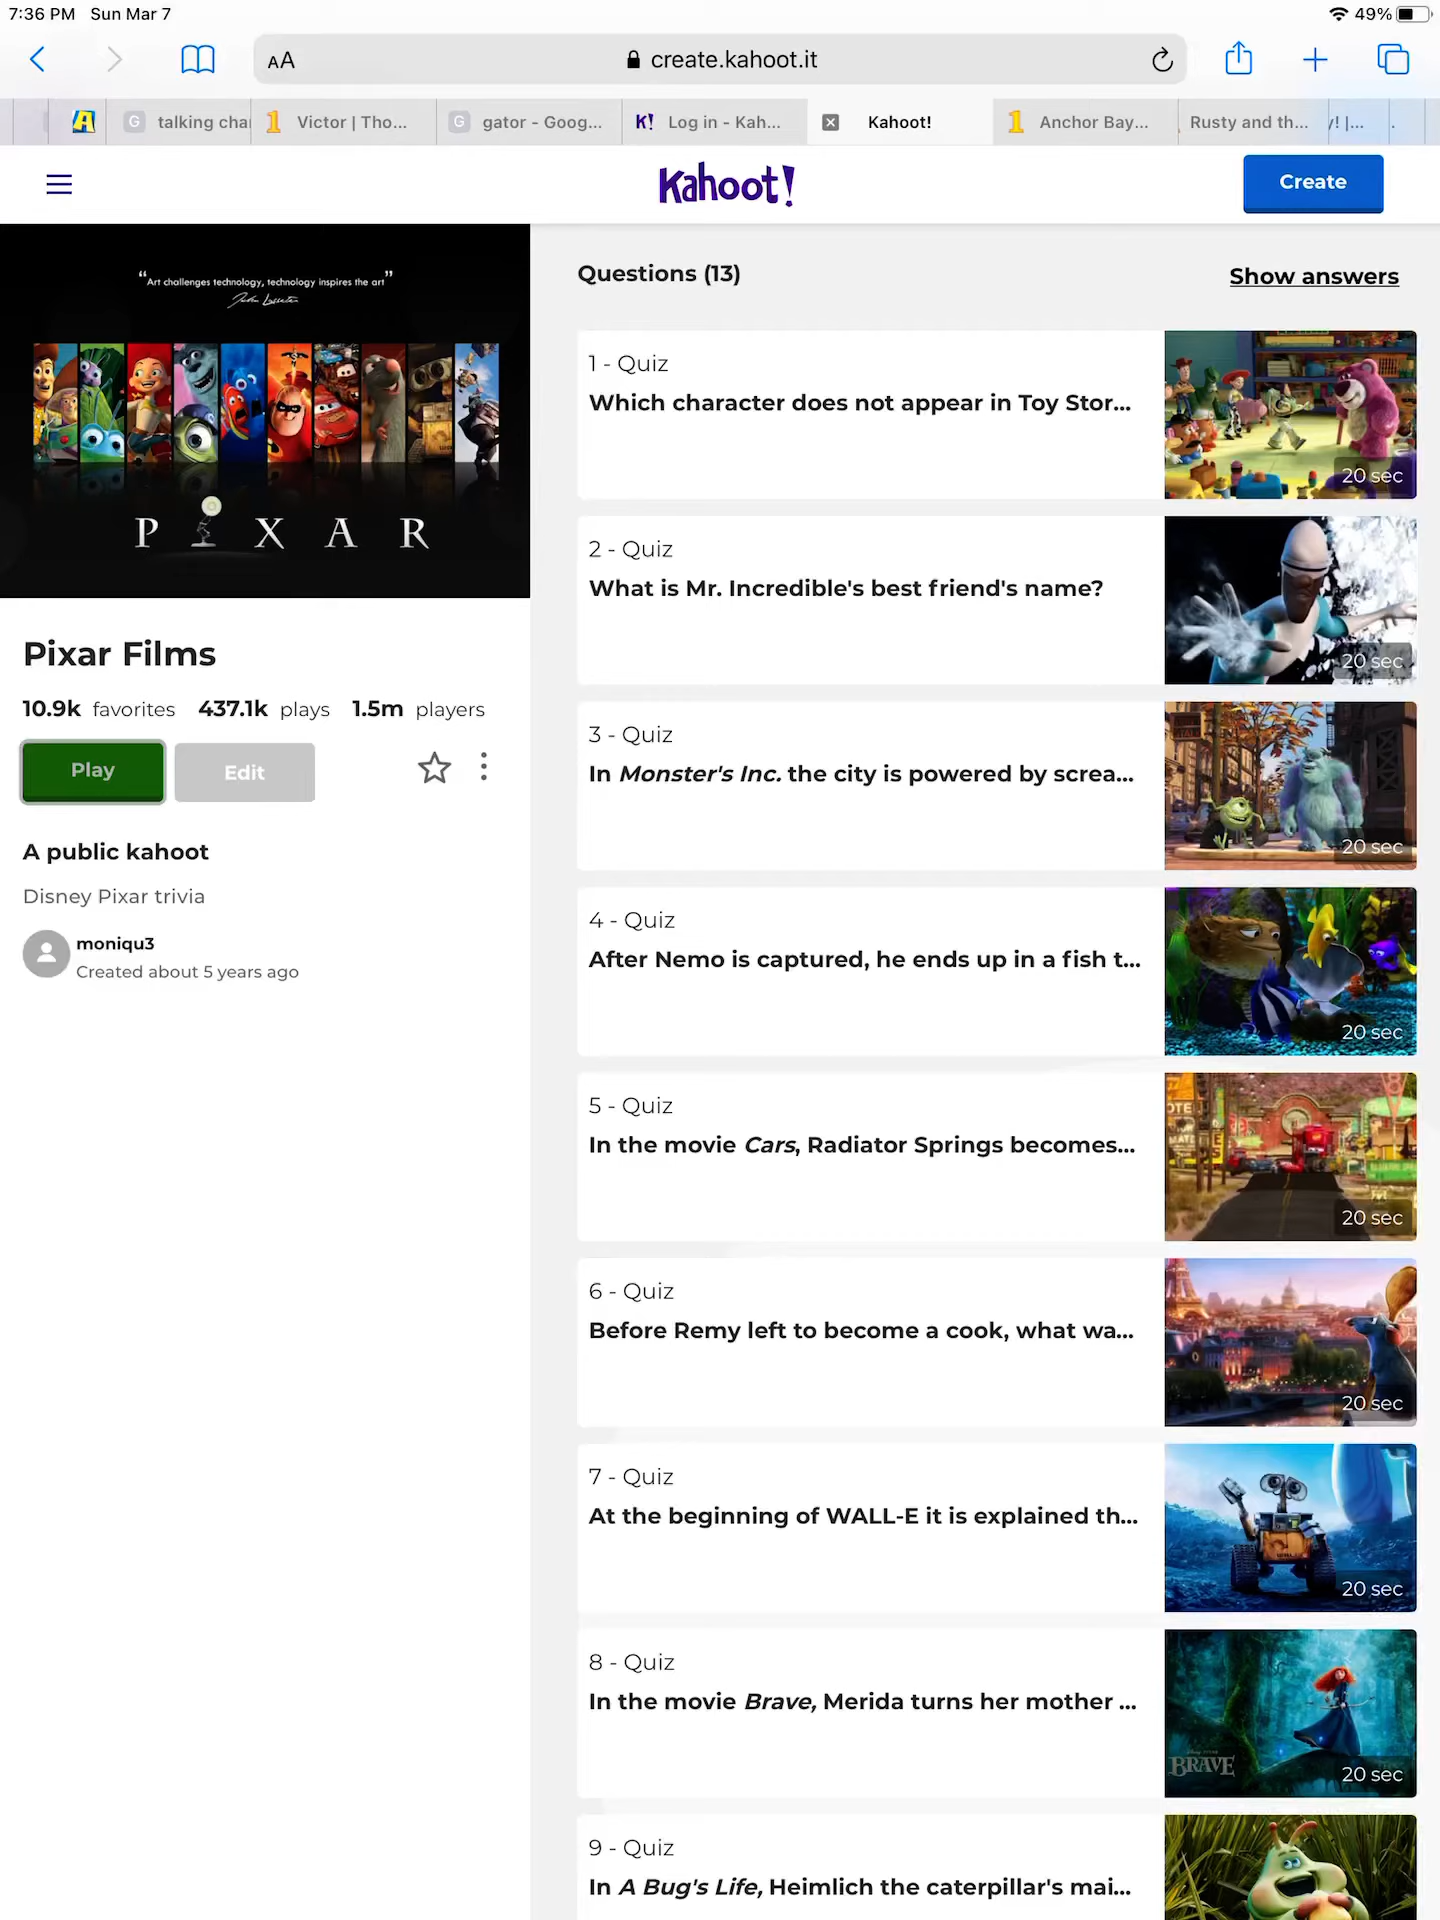 7:36 PM Sun Mar 7
49%
AA
create.kahoot.it
talking cha
Victor | Tho...
gator - Goog...
K! Log in - Kah...
Kahoot!
Anchor Bay...
Rusty and th...
y! |...
Kahoot!
Create
“Art challenges technology, technology inspires the art”
John Lasseter
PIXAR
Pixar Films
10.9k favorites 437.1k plays 1.5m players
Play
Edit
A public kahoot
Disney Pixar trivia
moniqu3
Created about 5 years ago
Questions (13)
Show answers
1 - Quiz
Which character does not appear in Toy Stor...
20 sec
2 - Quiz
What is Mr. Incredible's best friend's name?
20 sec
3 - Quiz
In Monster's Inc. the city is powered by screa...
20 sec
4 - Quiz
After Nemo is captured, he ends up in a fish t...
20 sec
5 - Quiz
In the movie Cars, Radiator Springs becomes...
20 sec
6 - Quiz
Before Remy left to become a cook, what wa...
20 sec
7 - Quiz
At the beginning of WALL-E it is explained th...
20 sec
8 - Quiz
In the movie Brave, Merida turns her mother ...
BRAVE
20 sec
9 - Quiz
In A Bug's Life, Heimlich the caterpillar's mai...